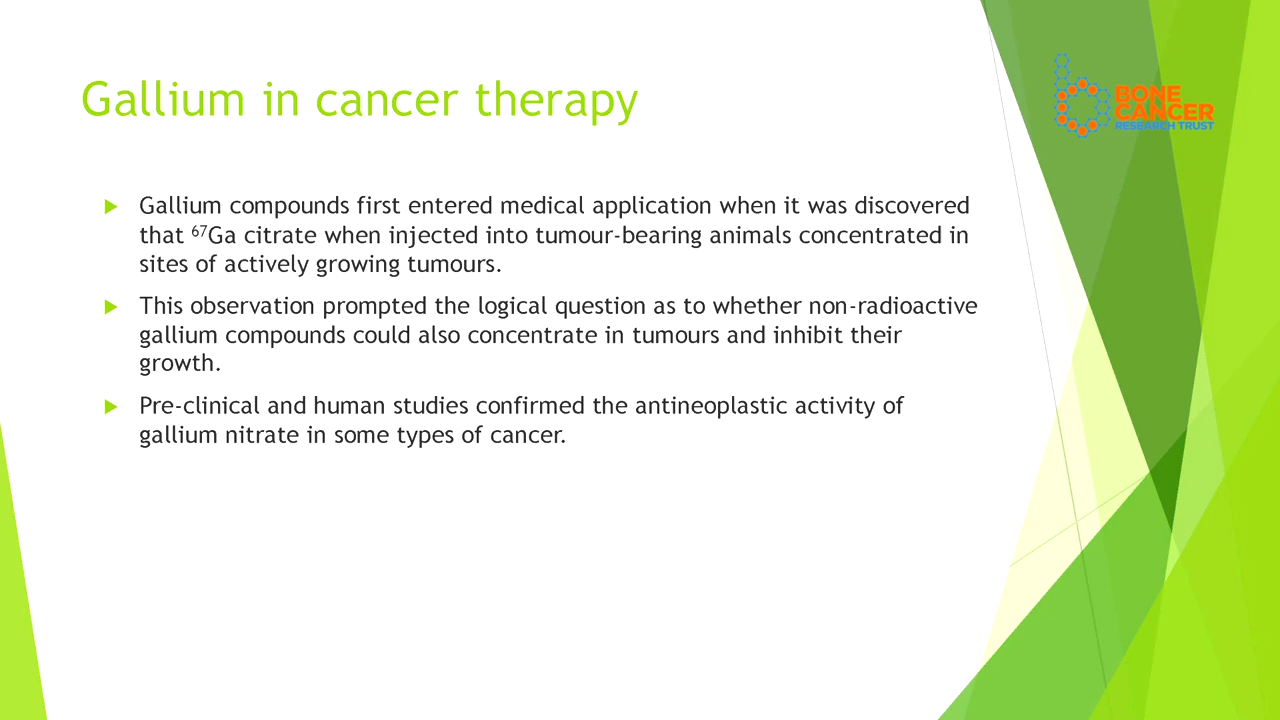 Gallium in cancer therapy
BONE
CANCER
RESEARCH TRUST
Gallium compounds first entered medical application when it was discovered
that ⁶⁷Ga citrate when injected into tumour-bearing animals concentrated in
sites of actively growing tumours.
This observation prompted the logical question as to whether non-radioactive
gallium compounds could also concentrate in tumours and inhibit their
growth.
Pre-clinical and human studies confirmed the antineoplastic activity of
gallium nitrate in some types of cancer.